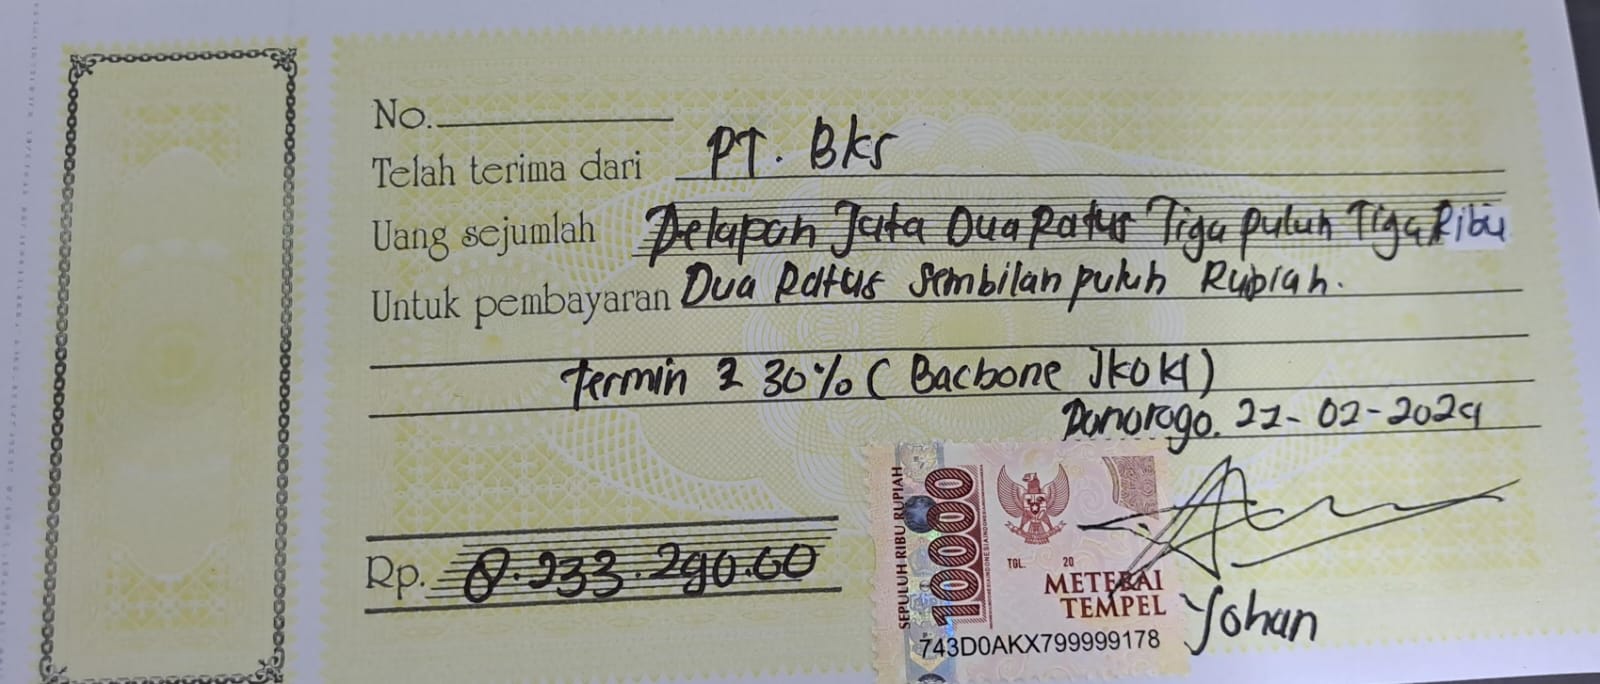 No.
Telah terima dari PT. BKS
Uang sejumlah Delapan Juta Dua Ratus Tiga Puluh Tiga Ribu
Untuk pembayaran Dua Ratus Sembilan puluh Rupiah.
Termin 2 30% ( Bacbone JKOKI )
Ponorogo. 27-02-2024
Rp. 8.233.290.60
SEPULUH RIBU RUPIAH
10000
TGL. 20
METERAI
TEMPEL
743D0AKX799999178
Yohan